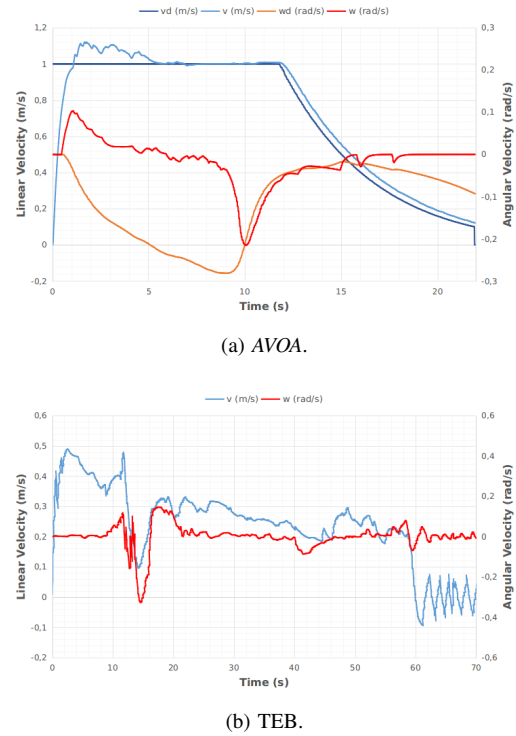 vd (m/s) v (m/s) wd (rad/s) w (rad/s)
1,2 0,3
1 0,2
0,8
0,1
0,6
0
0,4
-0,1
0,2
-0,2
0
-0,2 -0,3
0 5 10 15 20
Linear Velocity (m/s)
Angular Velocity (rad/s)
Time (s)
(a) AVOA.
v (m/s) w (rad/s)
0,6 0,6
0,5
0,4
0,4
0,3 0,2
0,2 0
0,1
-0,2
0
-0,4
-0,1
-0,2 -0,6
0 10 20 30 40 50 60 70
Linear Velocity (m/s)
Angular Velocity (rad/s)
Time (s)
(b) TEB.